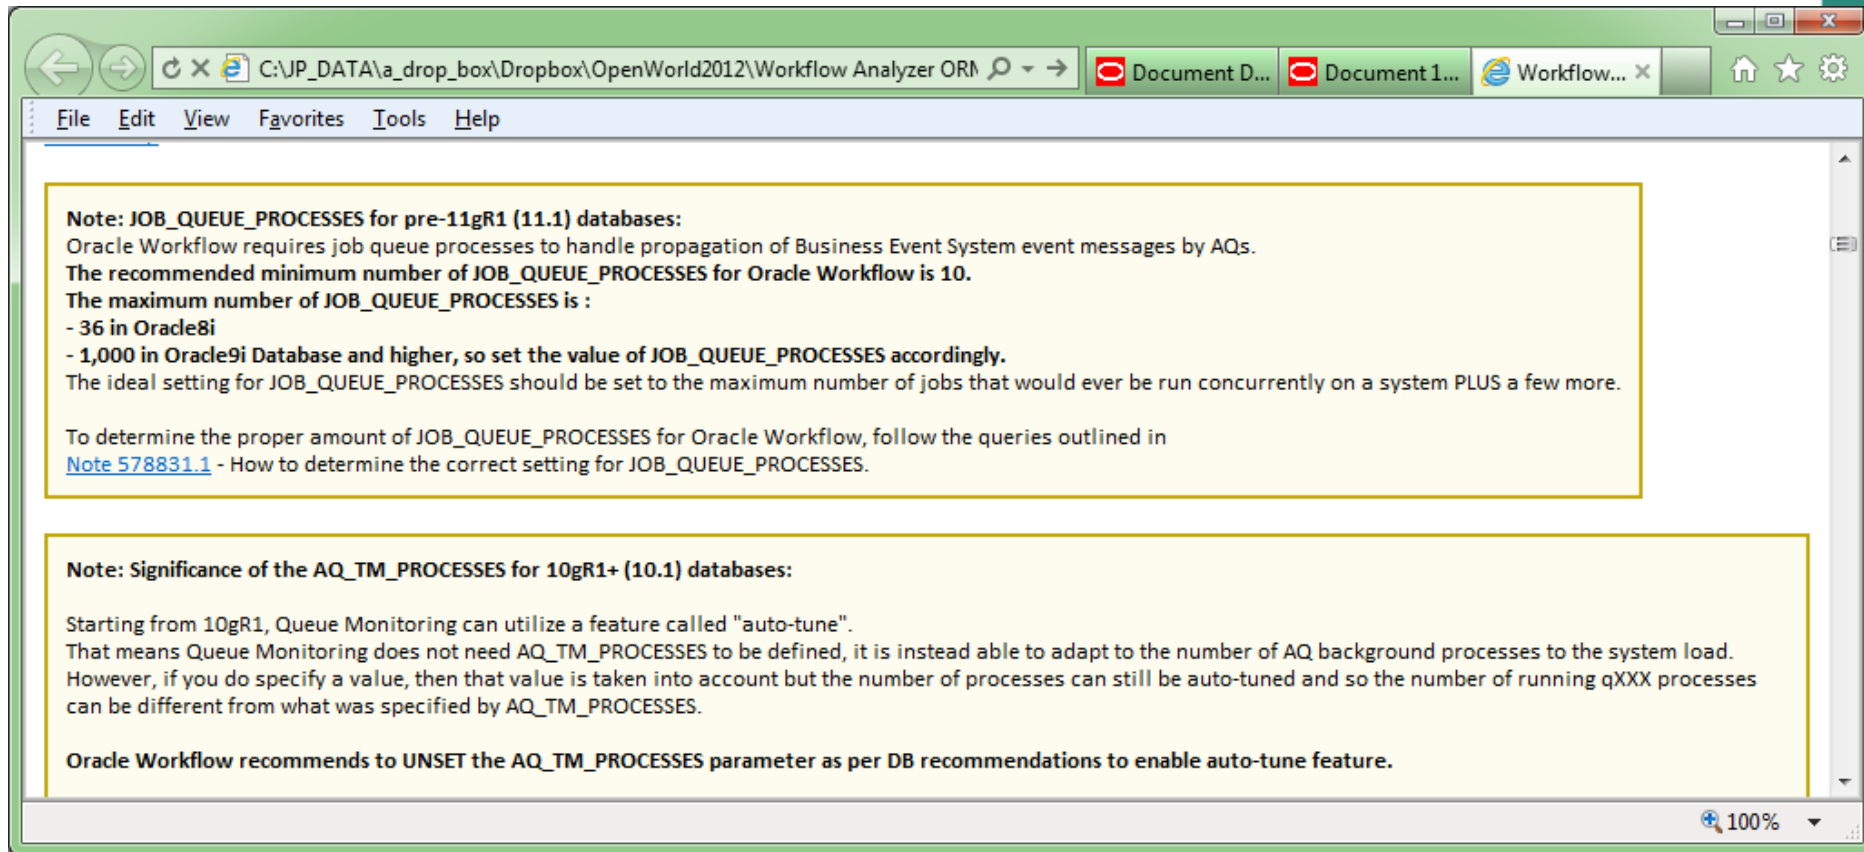 C:\JP_DATA\a_drop_box\Dropbox\OpenWorld2012\Workflow Analyzer ORM
Document D...
Document 1...
Workflow...
File Edit View Favorites Tools Help
Note: JOB_QUEUE_PROCESSES for pre-11gR1 (11.1) databases:
Oracle Workflow requires job queue processes to handle propagation of Business Event System event messages by AQs.
The recommended minimum number of JOB_QUEUE_PROCESSES for Oracle Workflow is 10.
The maximum number of JOB_QUEUE_PROCESSES is :
- 36 in Oracle8i
- 1,000 in Oracle9i Database and higher, so set the value of JOB_QUEUE_PROCESSES accordingly.
The ideal setting for JOB_QUEUE_PROCESSES should be set to the maximum number of jobs that would ever be run concurrently on a system PLUS a few more.
To determine the proper amount of JOB_QUEUE_PROCESSES for Oracle Workflow, follow the queries outlined in
Note 578831.1 - How to determine the correct setting for JOB_QUEUE_PROCESSES.
Note: Significance of the AQ_TM_PROCESSES for 10gR1+ (10.1) databases:
Starting from 10gR1, Queue Monitoring can utilize a feature called "auto-tune".
That means Queue Monitoring does not need AQ_TM_PROCESSES to be defined, it is instead able to adapt to the number of AQ background processes to the system load.
However, if you do specify a value, then that value is taken into account but the number of processes can still be auto-tuned and so the number of running qXXX processes
can be different from what was specified by AQ_TM_PROCESSES.
Oracle Workflow recommends to UNSET the AQ_TM_PROCESSES parameter as per DB recommendations to enable auto-tune feature.
100%